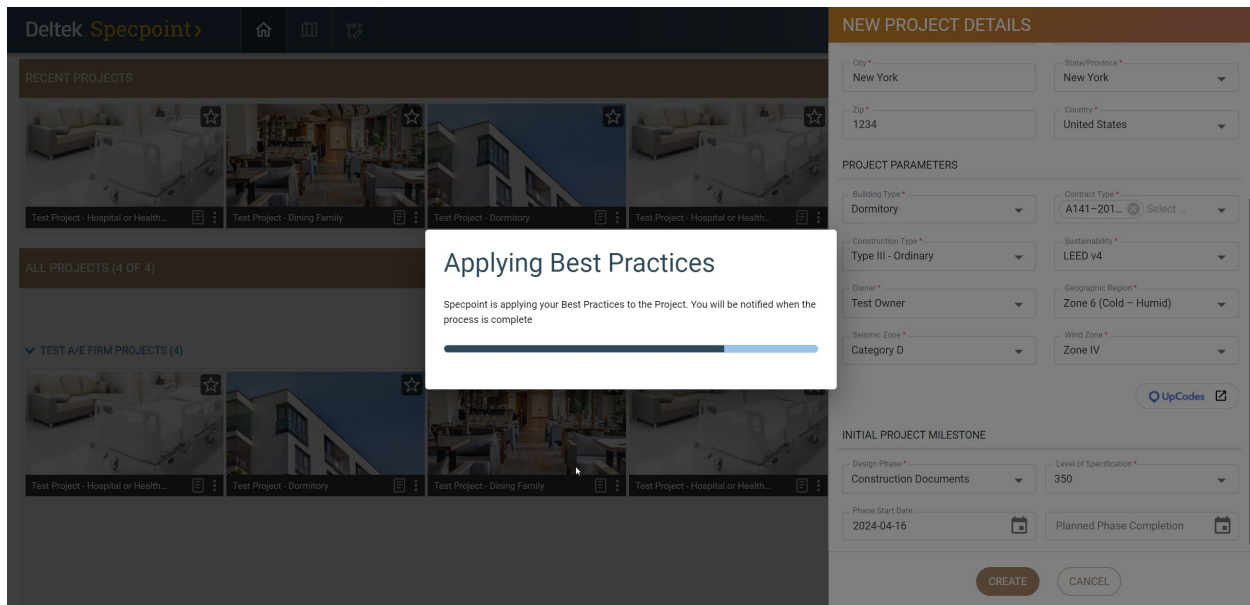 Deltek Specpoint>
NEW PROJECT DETAILS
City *
New York
State/Province *
New York
RECENT PROJECTS
Zip *
1234
Country *
United States
PROJECT PARAMETERS
Building Type *
Dormitory
Contract Type *
A141–201... Select ...
Test Project - Hospital or Health...
Test Project - Dining Family
Test Project - Dormitory
Test Project - Hospital or Health...
Construction Type *
Type III - Ordinary
Sustainability *
LEED v4
Applying Best Practices
Specpoint is applying your Best Practices to the Project. You will be notified when the
process is complete
ALL PROJECTS (4 OF 4)
Owner *
Test Owner
Geographic Region *
Zone 6 (Cold – Humid)
Seismic Zone *
Category D
Wind Zone *
Zone IV
TEST A/E FIRM PROJECTS (4)
UpCodes
INITIAL PROJECT MILESTONE
Design Phase *
Construction Documents
Level of Specification *
350
Test Project - Hospital or Health...
Test Project - Dormitory
Test Project - Dining Family
Test Project - Hospital or Health...
Phase Start Date
2024-04-16
Planned Phase Completion
CREATE
CANCEL